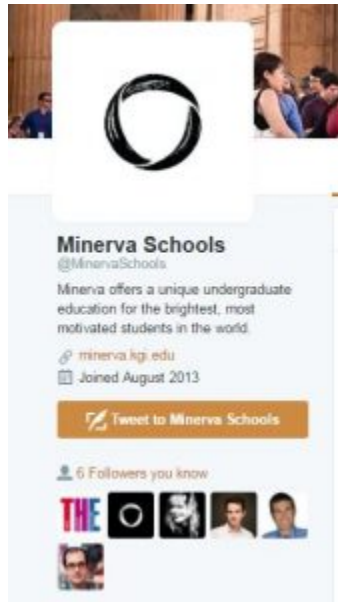 Minerva Schools
@MinervaSchools
Minerva offers a unique undergraduate
education for the brightest, most
motivated students in the world.
minerva.kgi.edu
Joined August 2013
Tweet to Minerva Schools
6 Followers you know
THE